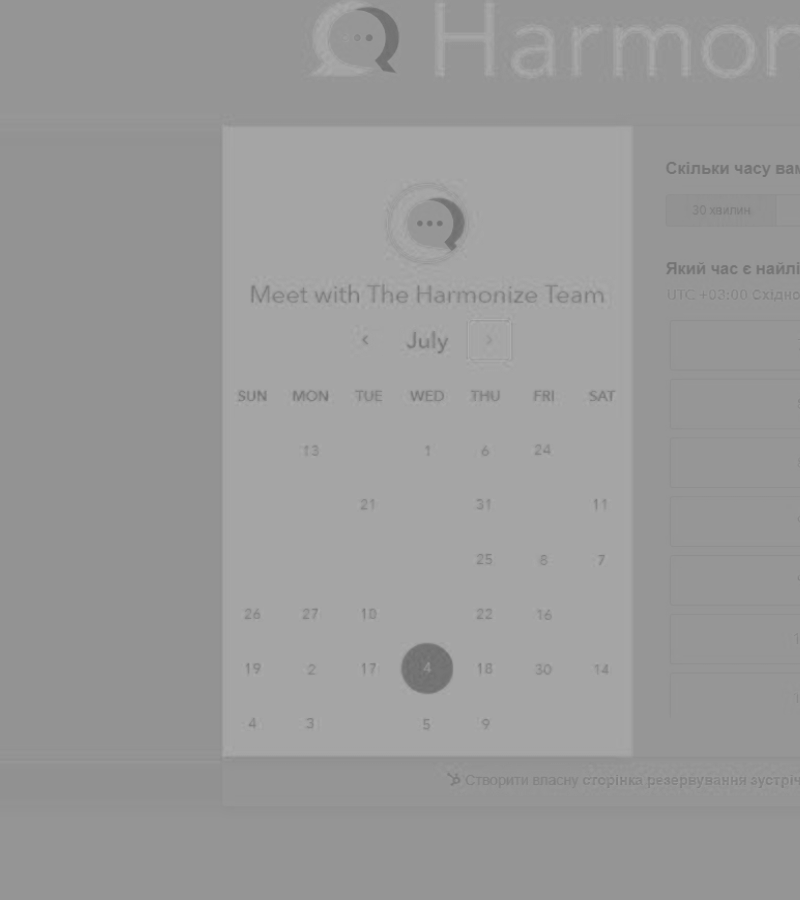 Harmon
Скільки часу вам
30 хвилин.
Meet with The Harmonize Team
Який час є найлі
UTC +03:00 Східно
July
SUN MON TUE WED THU FRI SAT
13 1 6 24
21 31 11
25 8 7
26 27 10 22 16
19 2 17 4 18 30 14
4 3 5 9
Створити власну сторінка резервування зустріч